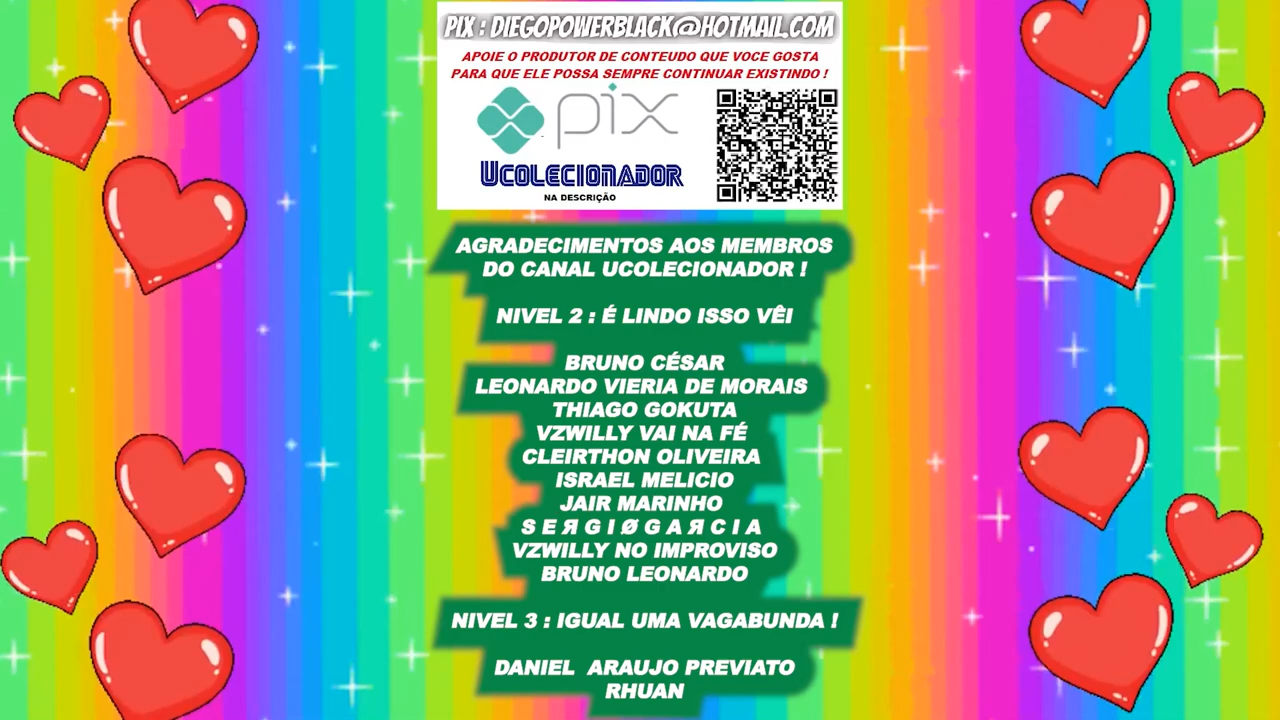 PIX : DIEGOPOWERBLACK@HOTMAIL.COM
APOIE O PRODUTOR DE CONTEUDO QUE VOCE GOSTA
PARA QUE ELE POSSA SEMPRE CONTINUAR EXISTINDO !
pix
UCOLECIONADOR
NA DESCRIÇÃO
AGRADECIMENTOS AOS MEMBROS
DO CANAL UCOLECIONADOR !
NIVEL 2 : É LINDO ISSO VÊI
BRUNO CÉSAR
LEONARDO VIERIA DE MORAIS
THIAGO GOKUTA
VZWILLY VAI NA FÉ
CLEIRTHON OLIVEIRA
ISRAEL MELICIO
JAIR MARINHO
S E Я G I Ø G A Я C I A
VZWILLY NO IMPROVISO
BRUNO LEONARDO
NIVEL 3 : IGUAL UMA VAGABUNDA !
DANIEL ARAUJO PREVIATO
RHUAN